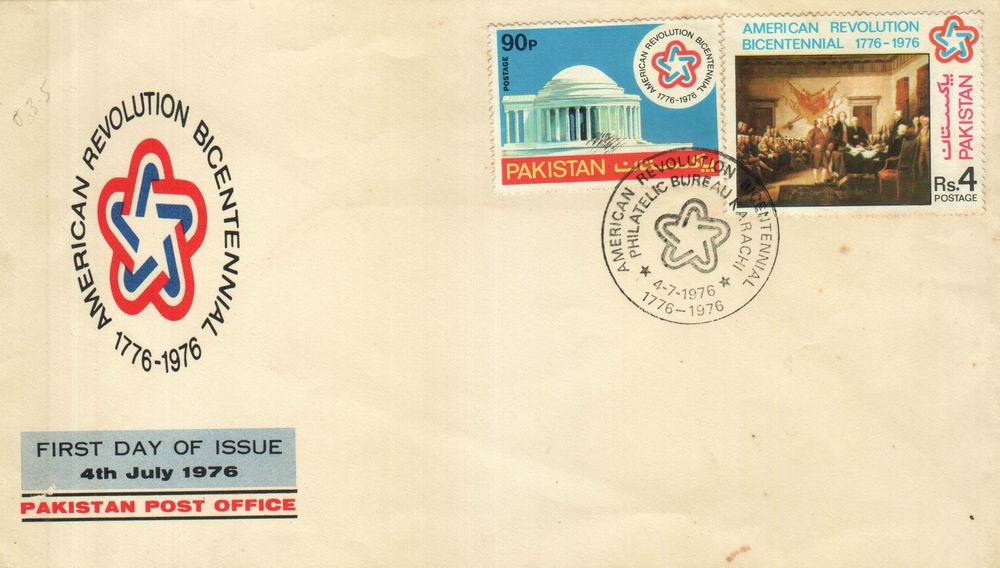 0.35
AMERICAN REVOLUTION BICENTENNIAL
1776-1976
FIRST DAY OF ISSUE
4th July 1976
PAKISTAN POST OFFICE
90P
POSTAGE
AMERICAN REVOLUTION BICENTENNIAL
1776-1976
PAKISTAN پاکستان
AMERICAN REVOLUTION
BICENTENNIAL 1776-1976
پاکستان
PAKISTAN
Rs.4
POSTAGE
AMERICAN REVOLUTION BICENTENNIAL
PHILATELIC BUREAU KARACHI
4-7-1976
1776-1976